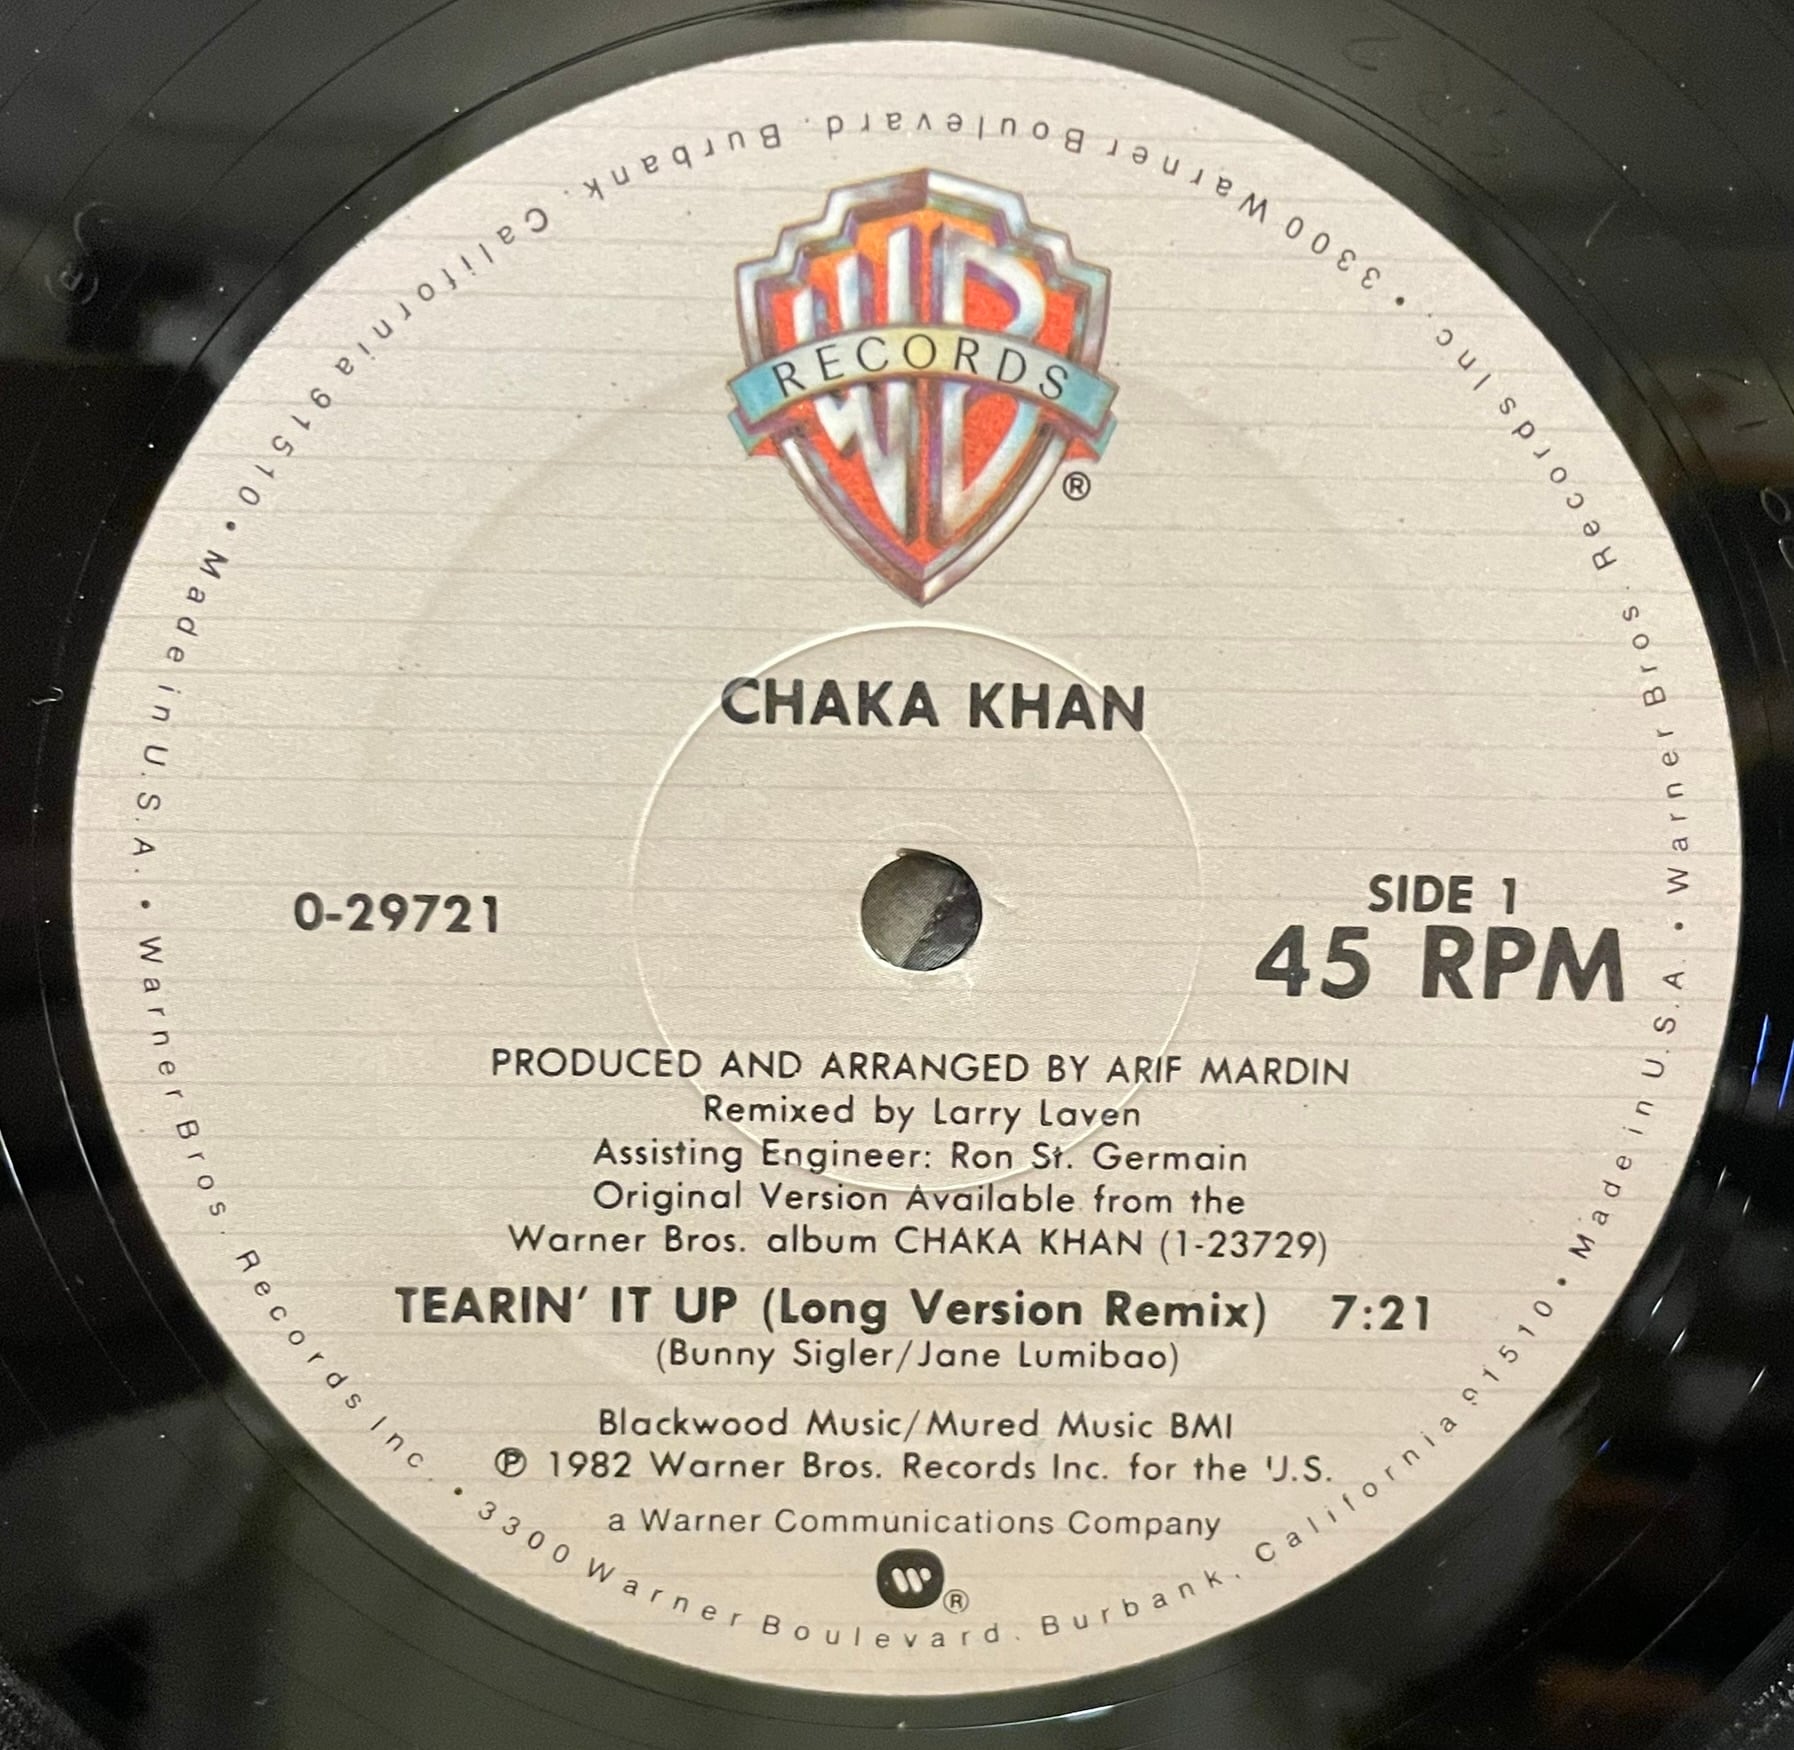 WB
RECORDS
®
CHAKA KHAN
0-29721
SIDE 1
45 RPM
PRODUCED AND ARRANGED BY ARIF MARDIN
Remixed by Larry Laven
Assisting Engineer: Ron St. Germain
Original Version Available from the
Warner Bros. album CHAKA KHAN (1-23729)
TEARIN' IT UP (Long Version Remix) 7:21
(Bunny Sigler/Jane Lumibao)
Blackwood Music/Mured Music BMI
℗ 1982 Warner Bros. Records Inc. for the U.S.
a Warner Communications Company
®
Warner Bros. Records Inc. • 3300 Warner Boulevard. Burbank. California 91510 • Made in U.S.A. •
Warner Bros. Records Inc. • 3300 Warner Boulevard. Burbank. California 91510 • Made in U.S.A. •